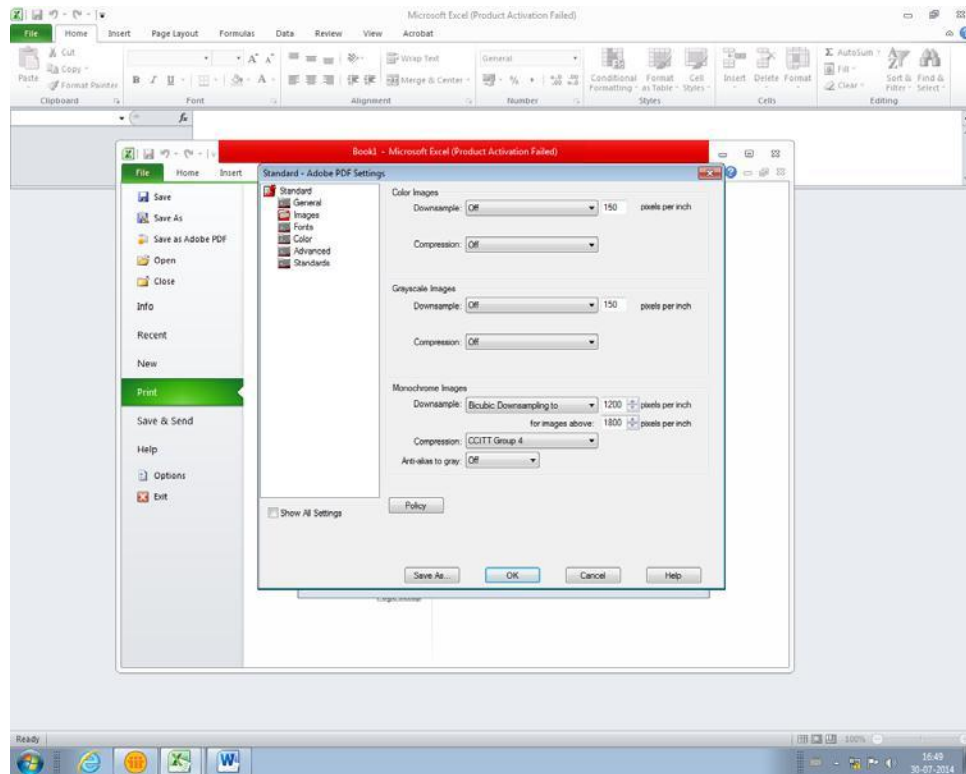 Microsoft Excel (Product Activation Failed)
File Home Insert Page Layout Formulas Data Review View Acrobat
Paste
Cut
Copy
Format Painter
Clipboard
B I U
A A
A
Font
Wrap Text
Merge & Center
Alignment
General
%
Number
Conditional Formatting
Format as Table
Cell Styles
Styles
Insert Delete Format
Cells
Σ AutoSum
Fill
Clear
Sort & Filter
Find & Select
Editing
fx
Book1 - Microsoft Excel (Product Activation Failed)
File Home Insert
Save
Save As
Save as Adobe PDF
Open
Close
Info
Recent
New
Print
Save & Send
Help
Options
Exit
Standard - Adobe PDF Settings
Standard
General
Images
Fonts
Color
Advanced
Standards
Show All Settings
Color Images
Downsample: Off 150 pixels per inch
Compression: Off
Grayscale Images
Downsample: Off 150 pixels per inch
Compression: Off
Monochrome Images
Downsample: Bicubic Downsampling to 1200 pixels per inch
for images above: 1800 pixels per inch
Compression: CCITT Group 4
Anti-alias to gray: Off
Policy
Save As... OK Cancel Help
Ready
100%
16:49
30-07-2014